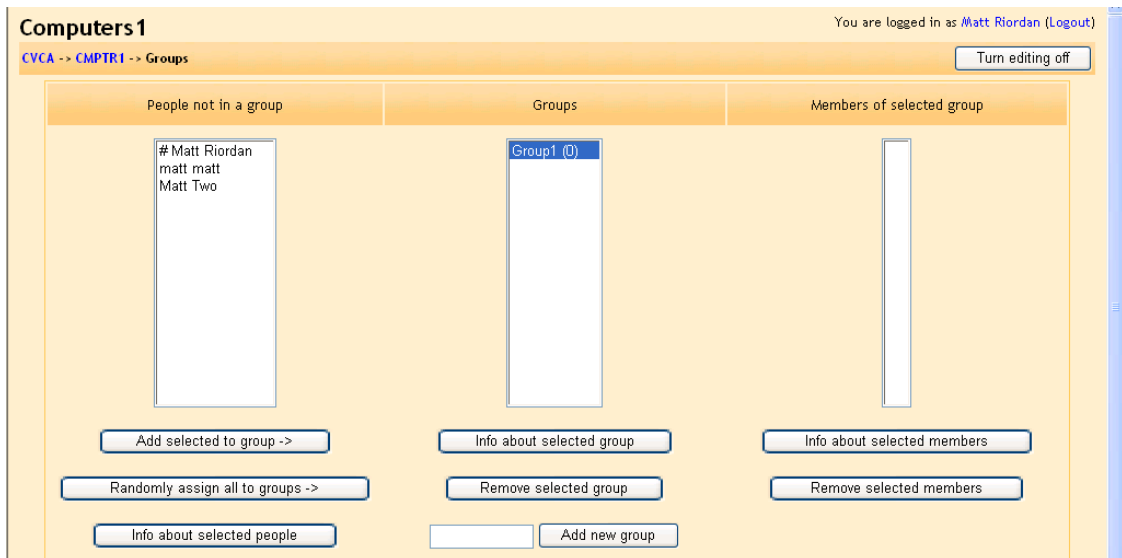 Computers1
You are logged in as Matt Riordan (Logout)
CVCA -> CMPTR1 -> Groups
Turn editing off
People not in a group
Groups
Members of selected group
# Matt Riordan
matt matt
Matt Two
Group1 (0)
Add selected to group ->
Info about selected group
Info about selected members
Randomly assign all to groups ->
Remove selected group
Remove selected members
Info about selected people
Add new group